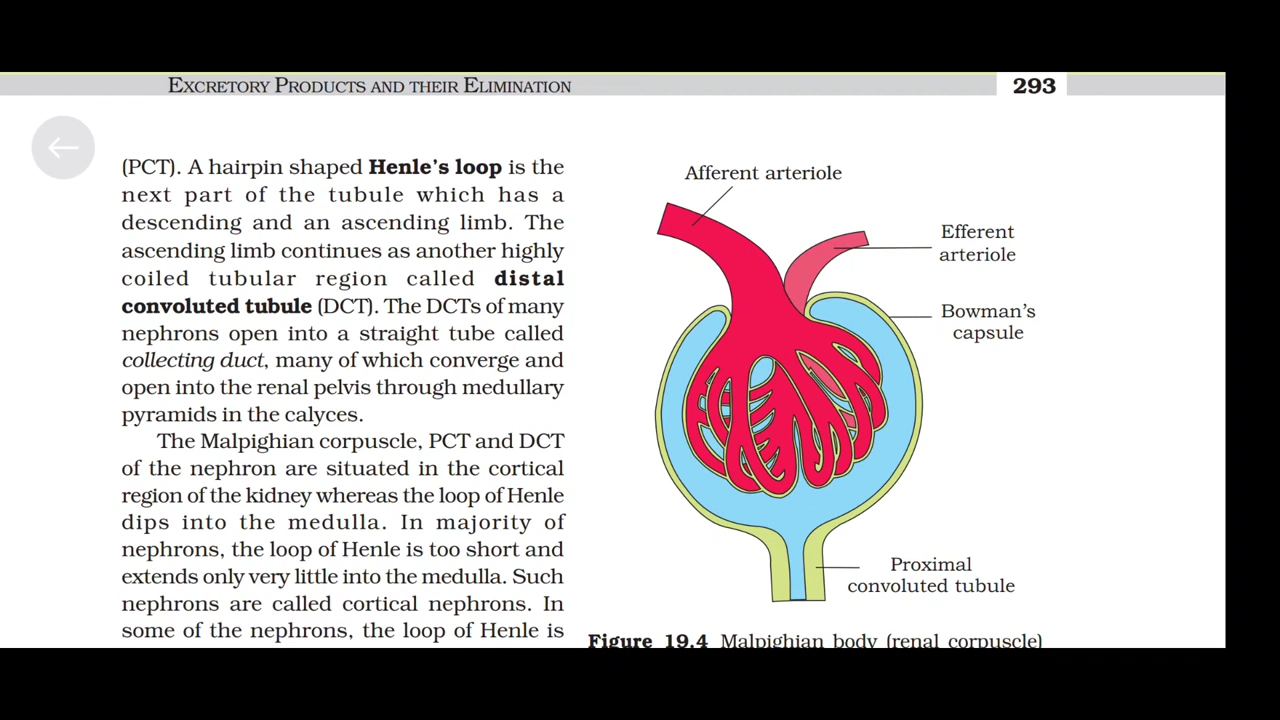 EXCRETORY PRODUCTS AND THEIR ELIMINATION
293
(PCT). A hairpin shaped Henle's loop is the
next part of the tubule which has a
descending and an ascending limb. The
ascending limb continues as another highly
coiled tubular region called distal
convoluted tubule (DCT). The DCTs of many
nephrons open into a straight tube called
collecting duct, many of which converge and
open into the renal pelvis through medullary
pyramids in the calyces.
The Malpighian corpuscle, PCT and DCT
of the nephron are situated in the cortical
region of the kidney whereas the loop of Henle
dips into the medulla. In majority of
nephrons, the loop of Henle is too short and
extends only very little into the medulla. Such
nephrons are called cortical nephrons. In
some of the nephrons, the loop of Henle is
Afferent arteriole
Efferent
arteriole
Bowman's
capsule
Proximal
convoluted tubule
Figure 19.4 Malpighian body (renal corpuscle)